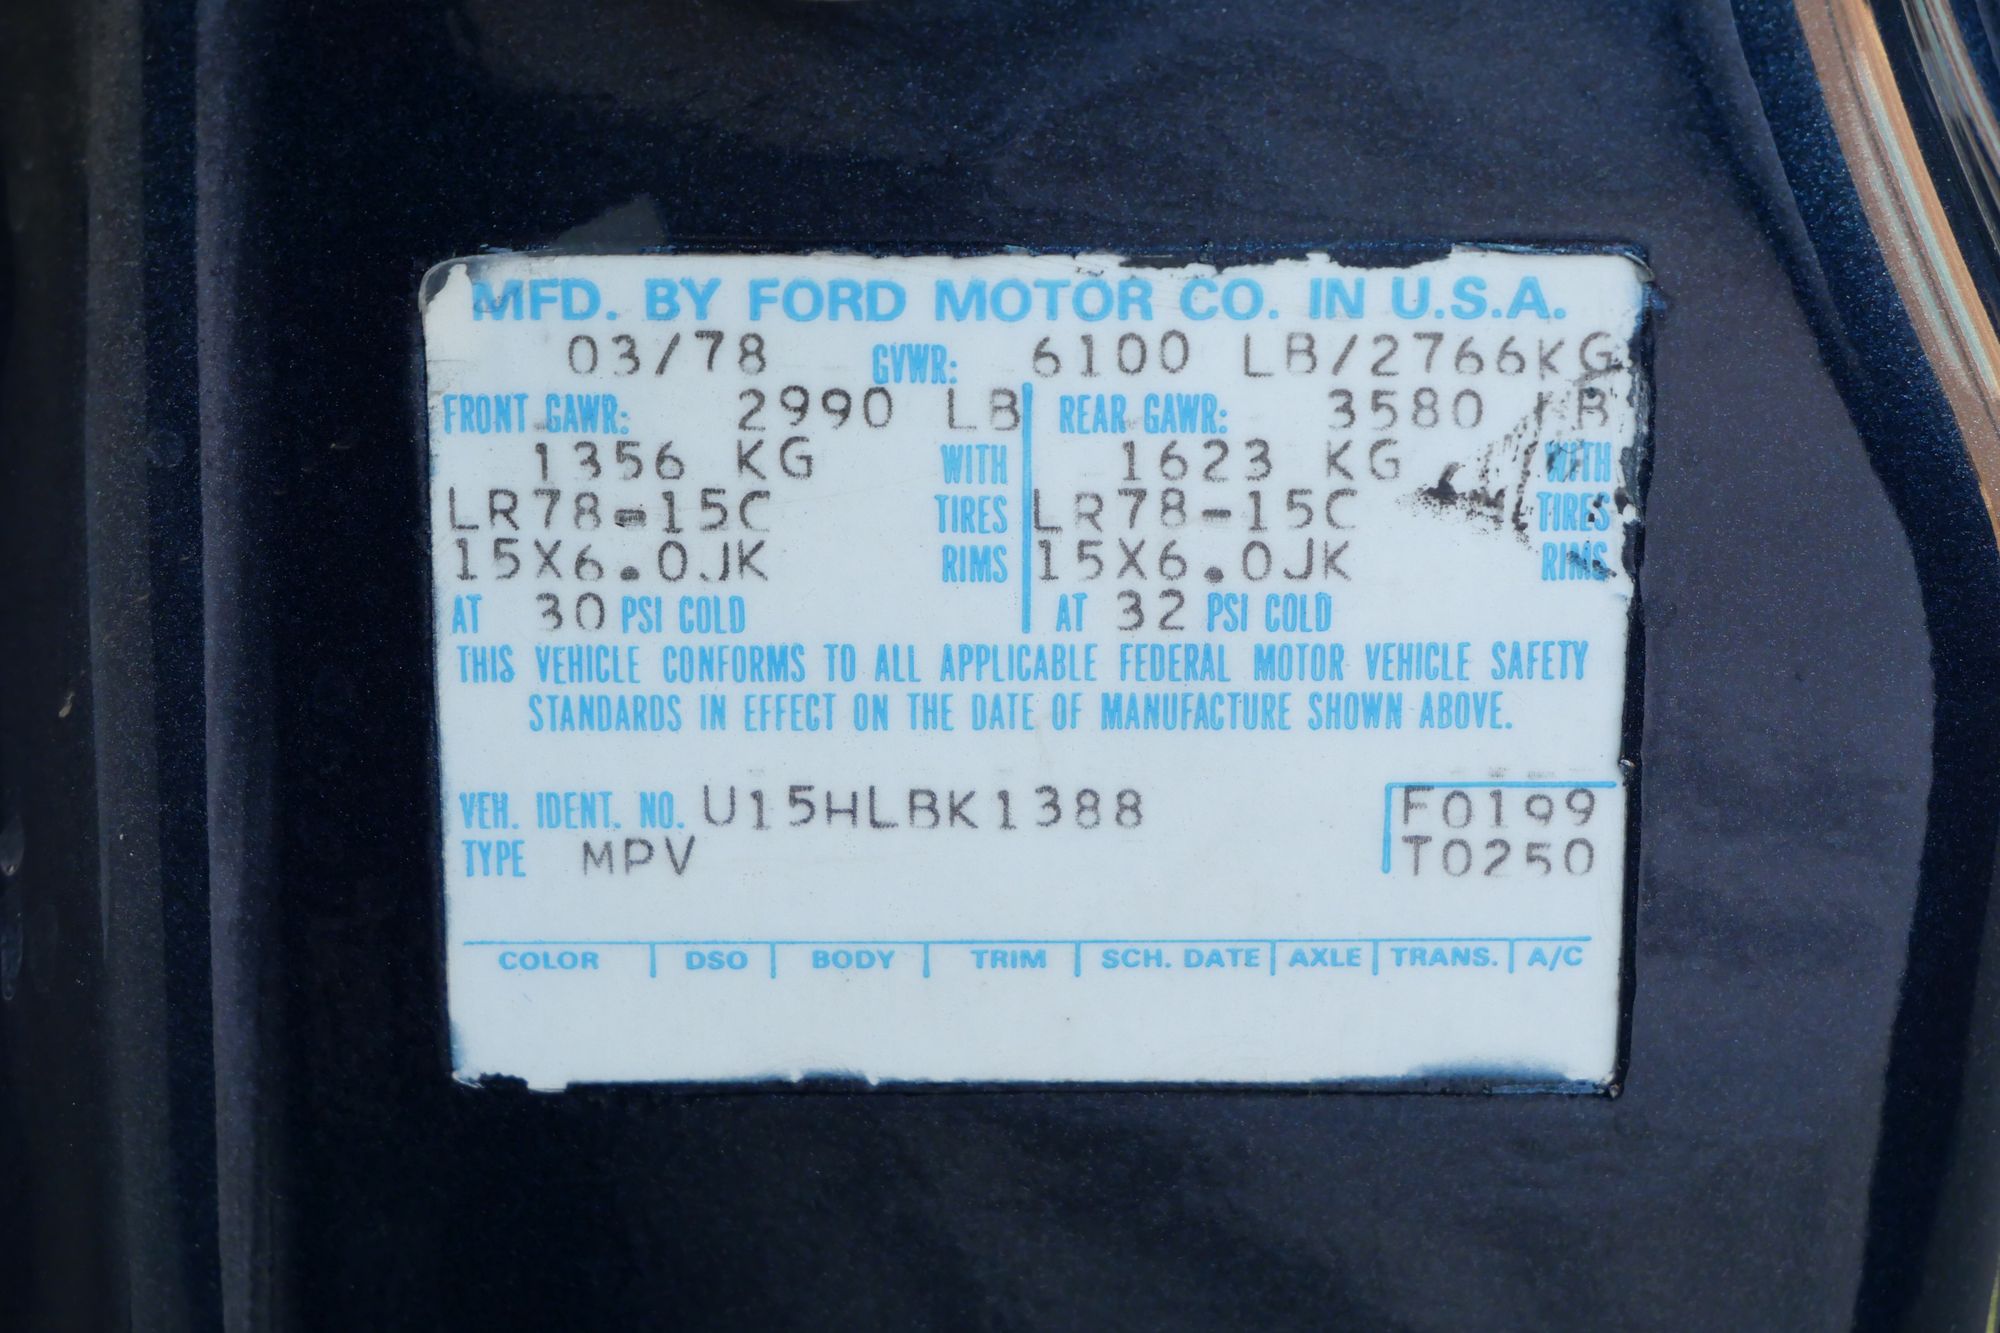 MFD. BY FORD MOTOR CO. IN U.S.A.
03/78 GVWR: 6100 LB/2766KG
FRONT GAWR: 2990 LB REAR GAWR: 3580 LB
1356 KG WITH 1623 KG WITH
LR78-15C TIRES LR78-15C TIRES
15X6.0JK RIMS 15X6.0JK RIMS
AT 30 PSI COLD AT 32 PSI COLD
THIS VEHICLE CONFORMS TO ALL APPLICABLE FEDERAL MOTOR VEHICLE SAFETY
STANDARDS IN EFFECT ON THE DATE OF MANUFACTURE SHOWN ABOVE.
VEH. IDENT. NO. U15HLBK1388 F0199
TYPE MPV T0250
COLOR DSO BODY TRIM SCH. DATE AXLE TRANS. A/C